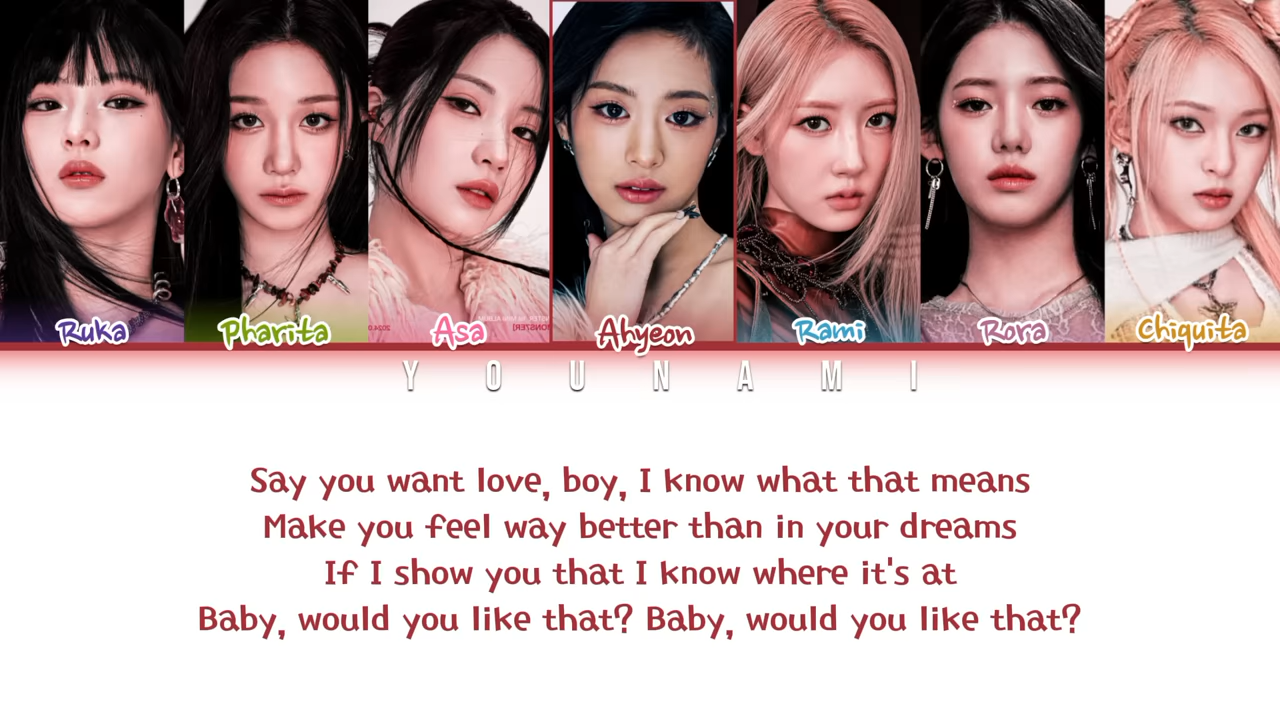 Ruka Pharita Asa Ahyeon Rami Rora Chiquita
YOUNAMI
Say you want love, boy, I know what that means
Make you feel way better than in your dreams
If I show you that I know where it's at
Baby, would you like that? Baby, would you like that?